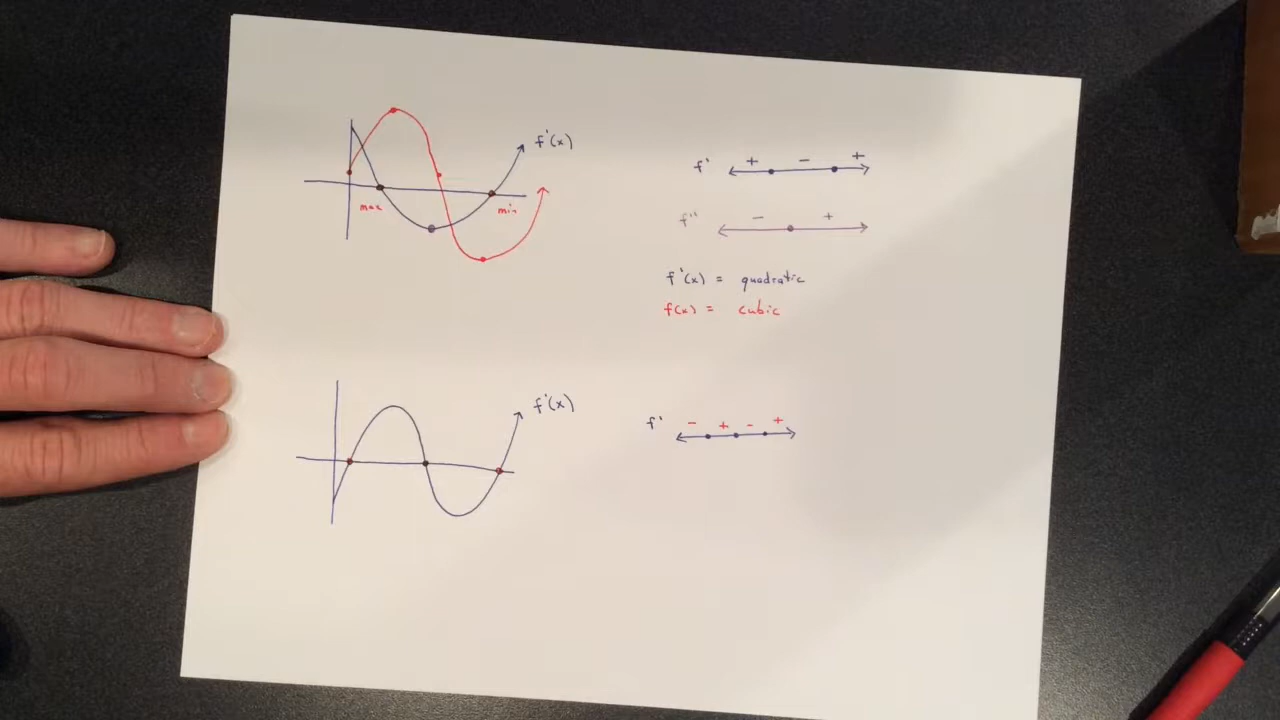 f'(x)
max
min
f' + - +
f" - +
f'(x) = quadratic
f(x) = cubic
f'(x)
f' - + - +